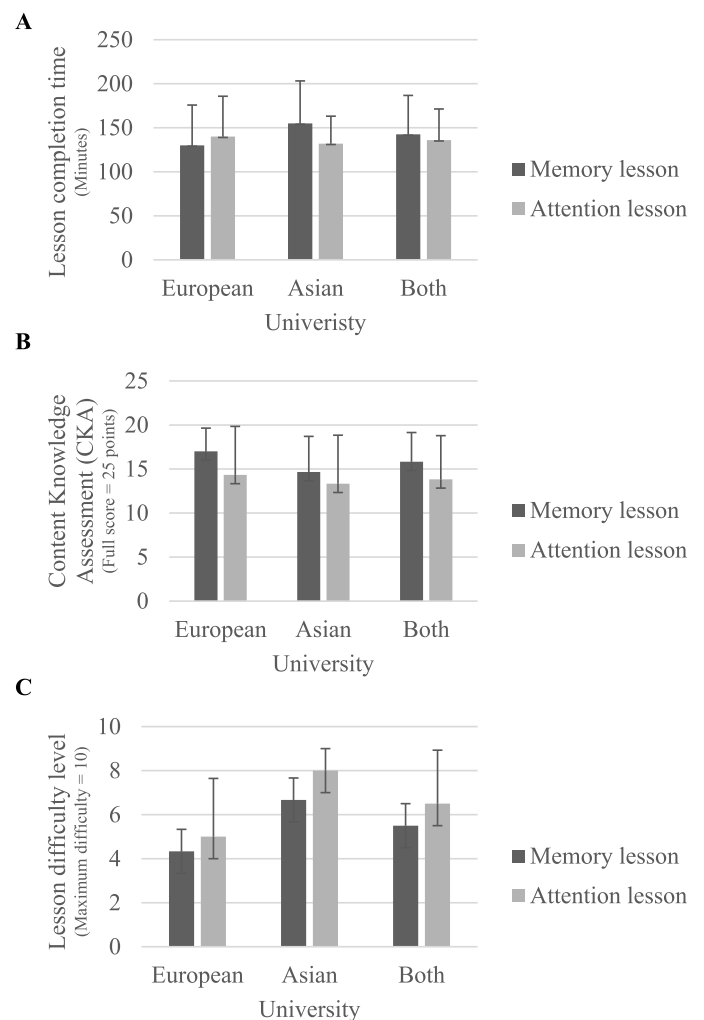 A
Lesson completion time
(Minutes)
250
200
150
100
50
0
European Asian Both
Univeristy
Memory lesson
Attention lesson
B
Content Knowledge
Assessment (CKA)
(Full score = 25 points)
25
20
15
10
5
0
European Asian Both
University
Memory lesson
Attention lesson
C
Lesson difficulty level
(Maximum difficulty = 10)
10
8
6
4
2
0
European Asian Both
University
Memory lesson
Attention lesson